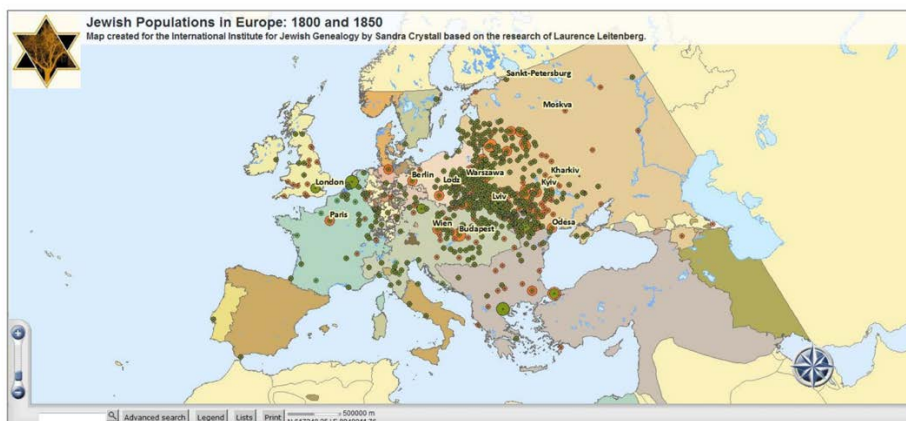 Jewish Populations in Europe: 1800 and 1850
Map created for the International Institute for Jewish Genealogy by Sandra Crystall based on the research of Laurence Leitenberg.
Sankt-Petersburg
Moskva
London
Berlin
Lodz
Warszawa
Kharkiv
Kyiv
Lviv
Paris
Wien
Budapest
Odesa
Advanced search
Legend
Lists
Print
500000 m